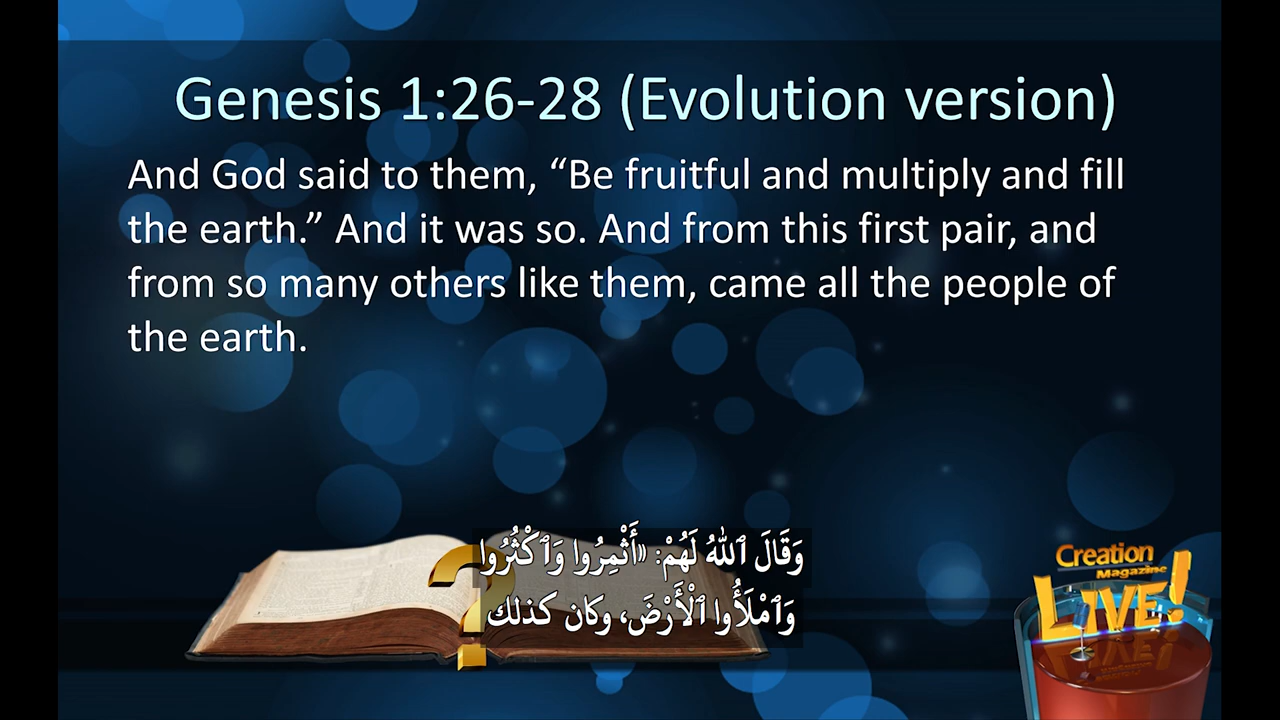 Genesis 1:26-28 (Evolution version)
And God said to them, “Be fruitful and multiply and fill
the earth.” And it was so. And from this first pair, and
from so many others like them, came all the people of
the earth.
وَقَالَ ٱللهُ لَهُمْ: «أَثْمِرُوا وَٱكْثُرُوا
وَٱمْلَأُوا ٱلْأَرْضَ، وكان كذلك
?
Creation
Magazine
LIVE!